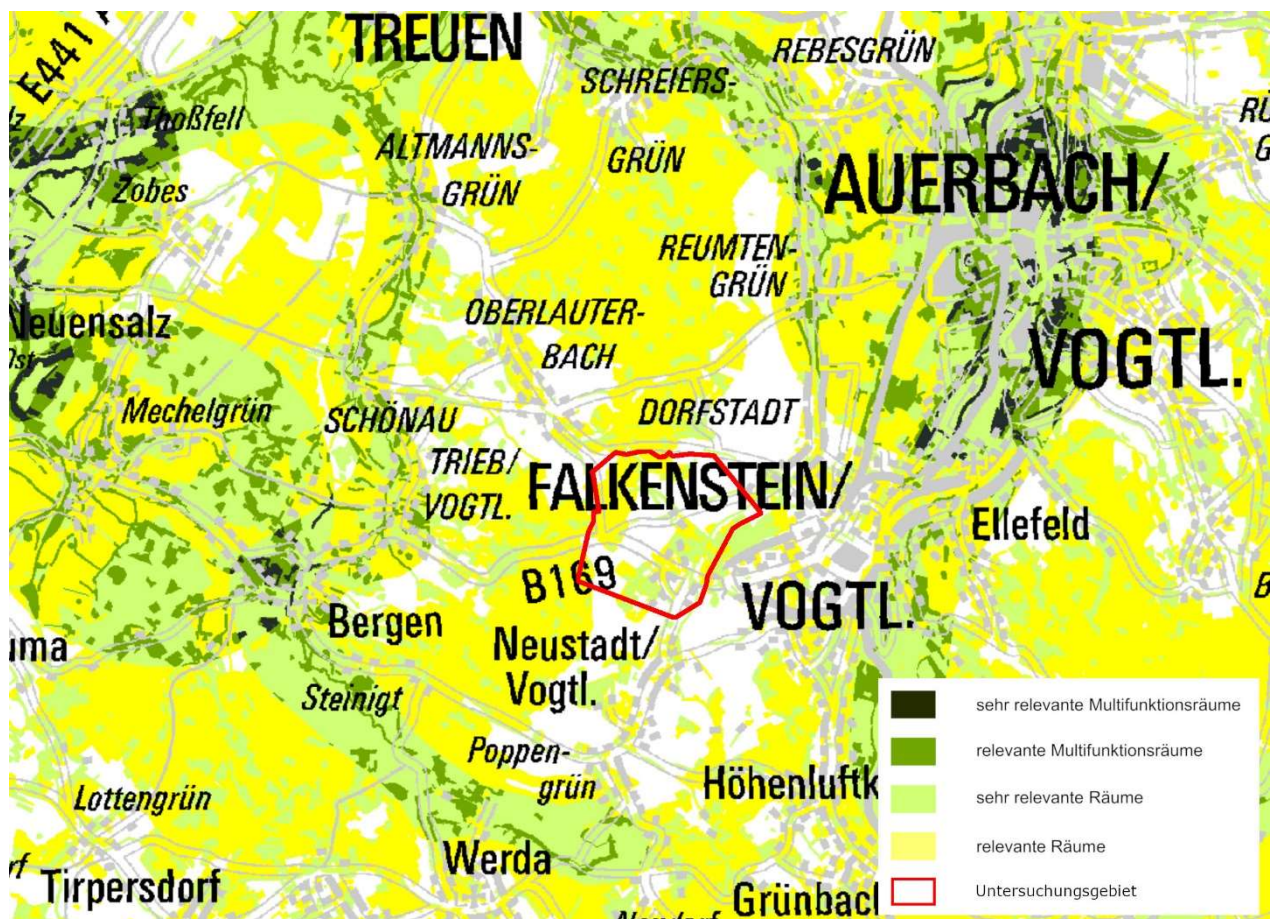 E441
TREUEN
REBESGRÜN
SCHREIERS-
GRÜN
Thoßfell
ALTMANNS-
GRÜN
Zobes
AUERBACH/
VOGTL.
REUMTEN-
GRÜN
OBERLAUTER-
BACH
Neuensalz
Mechelgrün
SCHÖNAU
DORFSTADT
TRIEB/
VOGTL.
FALKENSTEIN/
VOGTL.
Ellefeld
B169
Bergen
Neustadt/
Vogtl.
Steinigt
Poppen-
grün
Höhenluftk
Lottengrün
Werda
Tirpersdorf
Grünbach
sehr relevante Multifunktionsräume
relevante Multifunktionsräume
sehr relevante Räume
relevante Räume
Untersuchungsgebiet